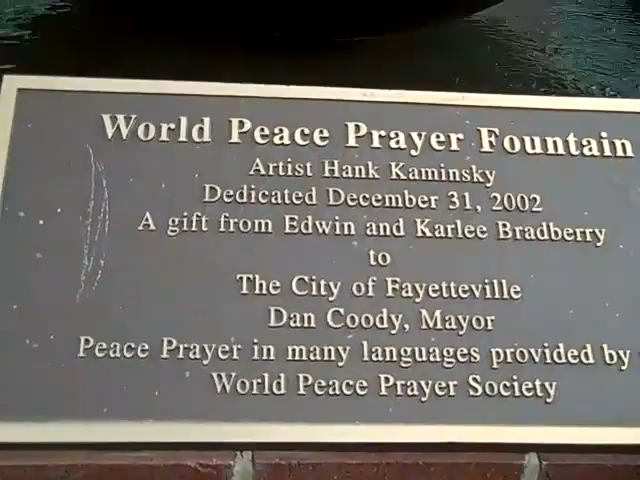 World Peace Prayer Fountain
Artist Hank Kaminsky
Dedicated December 31, 2002
A gift from Edwin and Karlee Bradberry
to
The City of Fayetteville
Dan Coody, Mayor
Peace Prayer in many languages provided by
World Peace Prayer Society